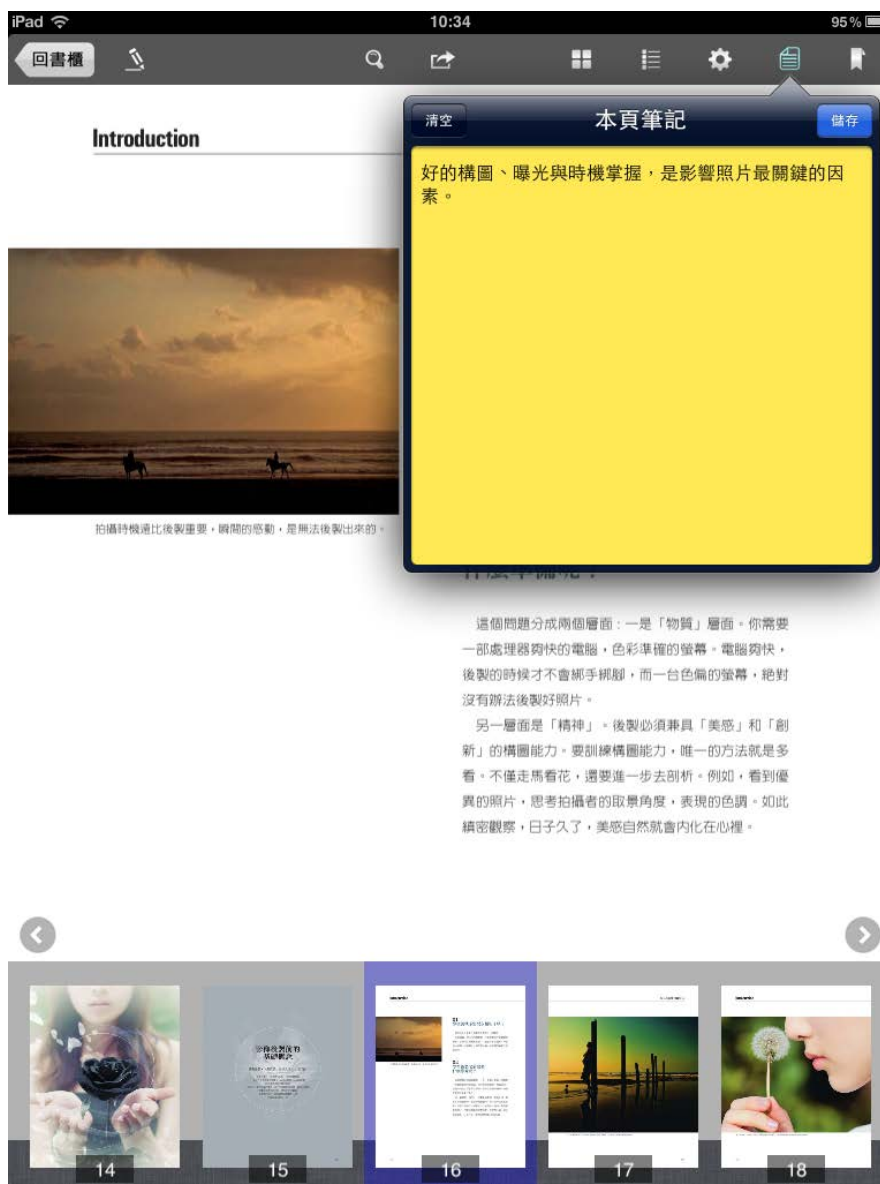 iPad
10:34
95%
回書櫃
清空
本頁筆記
儲存
好的構圖、曝光與時機掌握，是影響照片最關鍵的因
素。
Introduction
拍攝時機遠比後製重要，瞬間的感動，是無法後製出來的。
這個問題分成兩個層面：一是「物質」層面。你需要
一部處理器夠快的電腦，色彩準確的螢幕。電腦夠快，
後製的時候才不會綁手綁腳，而一台色偏的螢幕，絕對
沒有辦法後製好照片。
另一層面是「精神」。後製必須兼具「美感」和「創
新」的構圖能力。要訓練構圖能力，唯一的方法就是多
看。不僅走馬看花，還要進一步去剖析。例如，看到優
異的照片，思考拍攝者的取景角度，表現的色調。如此
縝密觀察，日子久了，美感自然就會內化在心裡。
14
15
16
17
18